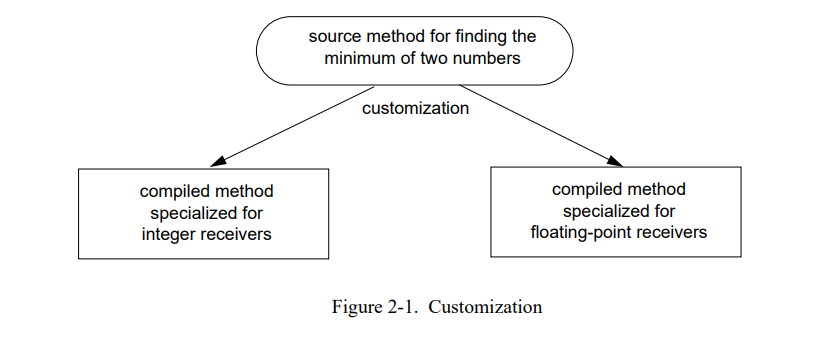 source method for finding the
minimum of two numbers
customization
compiled method
specialized for
integer receivers
compiled method
specialized for
floating-point receivers
Figure 2-1. Customization